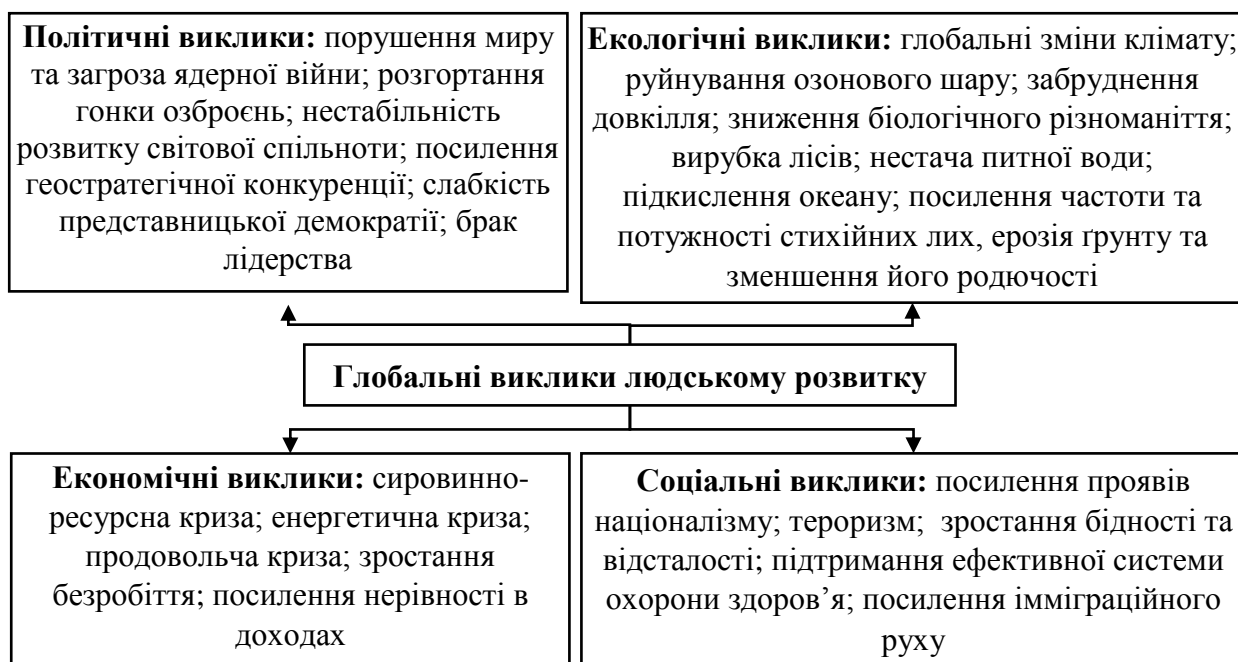 Політичні виклики: порушення миру
та загроза ядерної війни; розгортання
гонки озброєнь; нестабільність
розвитку світової спільноти; посилення
геостратегічної конкуренції; слабкість
представницької демократії; брак
лідерства
Екологічні виклики: глобальні зміни клімату;
руйнування озонового шару; забруднення
довкілля; зниження біологічного різноманіття;
вирубка лісів; нестача питної води;
підкислення океану; посилення частоти та
потужності стихійних лих, ерозія ґрунту та
зменшення його родючості
Глобальні виклики людському розвитку
Економічні виклики: сировинно-
ресурсна криза; енергетична криза;
продовольча криза; зростання
безробіття; посилення нерівності в
доходах
Соціальні виклики: посилення проявів
націоналізму; тероризм; зростання бідності та
відсталості; підтримання ефективної системи
охорони здоров’я; посилення імміграційного
руху